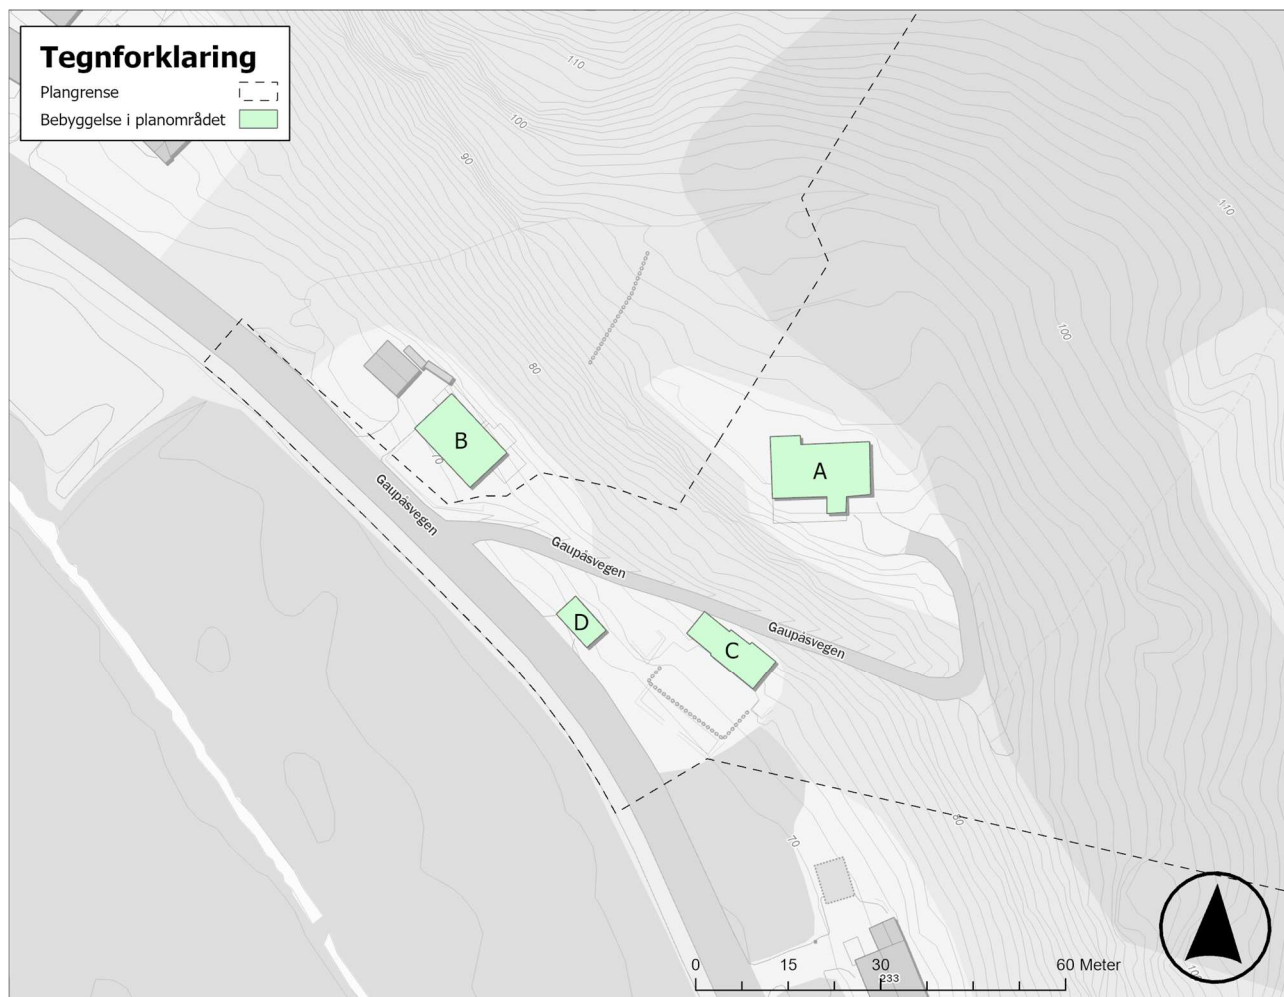 Tegnforklaring
Plangrense
Bebyggelse i planområdet
110
100
90
110
100
80
B
70
A
Gaupåsvegen
Gaupåsvegen
D
Gaupåsvegen
C
80
70
0 15 30 60 Meter
233